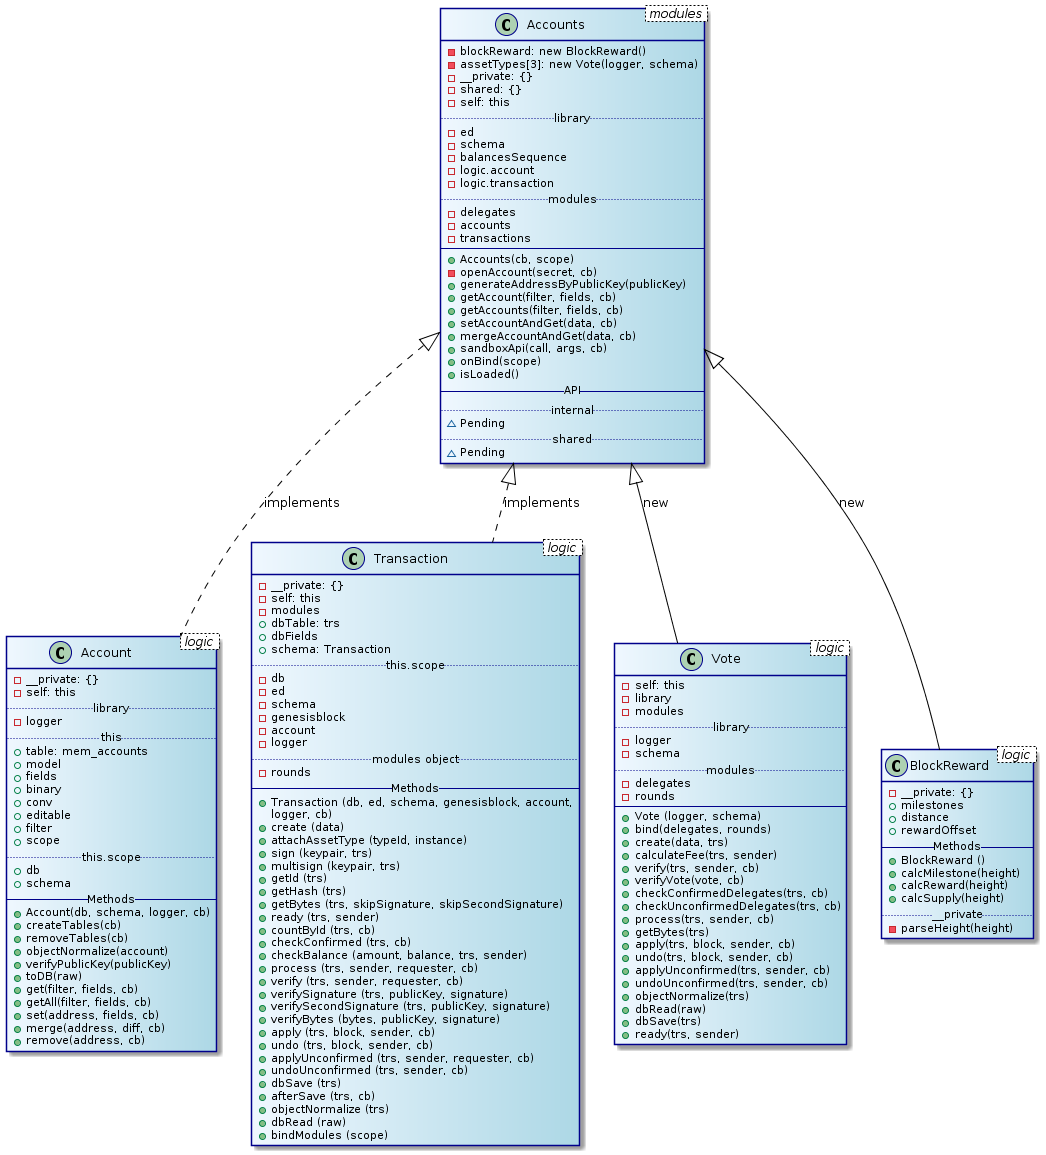 modules
C Accounts
blockReward: new BlockReward()
assetTypes[3]: new Vote(logger, schema)
__private: {}
shared: {}
self: this
library
ed
schema
balancesSequence
logic.account
logic.transaction
modules
delegates
accounts
transactions
Accounts(cb, scope)
openAccount(secret, cb)
generateAddressByPublicKey(publicKey)
getAccount(filter, fields, cb)
getAccounts(filter, fields, cb)
setAccountAndGet(data, cb)
mergeAccountAndGet(data, cb)
sandboxApi(call, args, cb)
onBind(scope)
isLoaded()
API
internal
Pending
shared
Pending
implements
implements
new
new
logic
C Account
__private: {}
self: this
library
logger
this
table: mem_accounts
model
fields
binary
conv
editable
filter
scope
this.scope
db
schema
Methods
Account(db, schema, logger, cb)
createTables(cb)
removeTables(cb)
objectNormalize(account)
verifyPublicKey(publicKey)
toDB(raw)
get(filter, fields, cb)
getAll(filter, fields, cb)
set(address, fields, cb)
merge(address, diff, cb)
remove(address, cb)
logic
C Transaction
__private: {}
self: this
modules
dbTable: trs
dbFields
schema: Transaction
this.scope
db
ed
schema
genesisblock
account
logger
modules object
rounds
Methods
Transaction (db, ed, schema, genesisblock, account,
logger, cb)
create (data)
attachAssetType (typeId, instance)
sign (keypair, trs)
multisign (keypair, trs)
getId (trs)
getHash (trs)
getBytes (trs, skipSignature, skipSecondSignature)
ready (trs, sender)
countById (trs, cb)
checkConfirmed (trs, cb)
checkBalance (amount, balance, trs, sender)
process (trs, sender, requester, cb)
verify (trs, sender, requester, cb)
verifySignature (trs, publicKey, signature)
verifySecondSignature (trs, publicKey, signature)
verifyBytes (bytes, publicKey, signature)
apply (trs, block, sender, cb)
undo (trs, block, sender, cb)
applyUnconfirmed (trs, sender, requester, cb)
undoUnconfirmed (trs, sender, cb)
dbSave (trs)
afterSave (trs, cb)
objectNormalize (trs)
dbRead (raw)
bindModules (scope)
logic
C Vote
self: this
library
modules
library
logger
schema
modules
delegates
rounds
Vote (logger, schema)
bind(delegates, rounds)
create(data, trs)
calculateFee(trs, sender)
verify(trs, sender, cb)
verifyVote(vote, cb)
checkConfirmedDelegates(trs, cb)
checkUnconfirmedDelegates(trs, cb)
process(trs, sender, cb)
getBytes(trs)
apply(trs, block, sender, cb)
undo(trs, block, sender, cb)
applyUnconfirmed(trs, sender, cb)
undoUnconfirmed(trs, sender, cb)
objectNormalize(trs)
dbRead(raw)
dbSave(trs)
ready(trs, sender)
logic
C BlockReward
__private: {}
milestones
distance
rewardOffset
Methods
BlockReward ()
calcMilestone(height)
calcReward(height)
calcSupply(height)
__private
parseHeight(height)